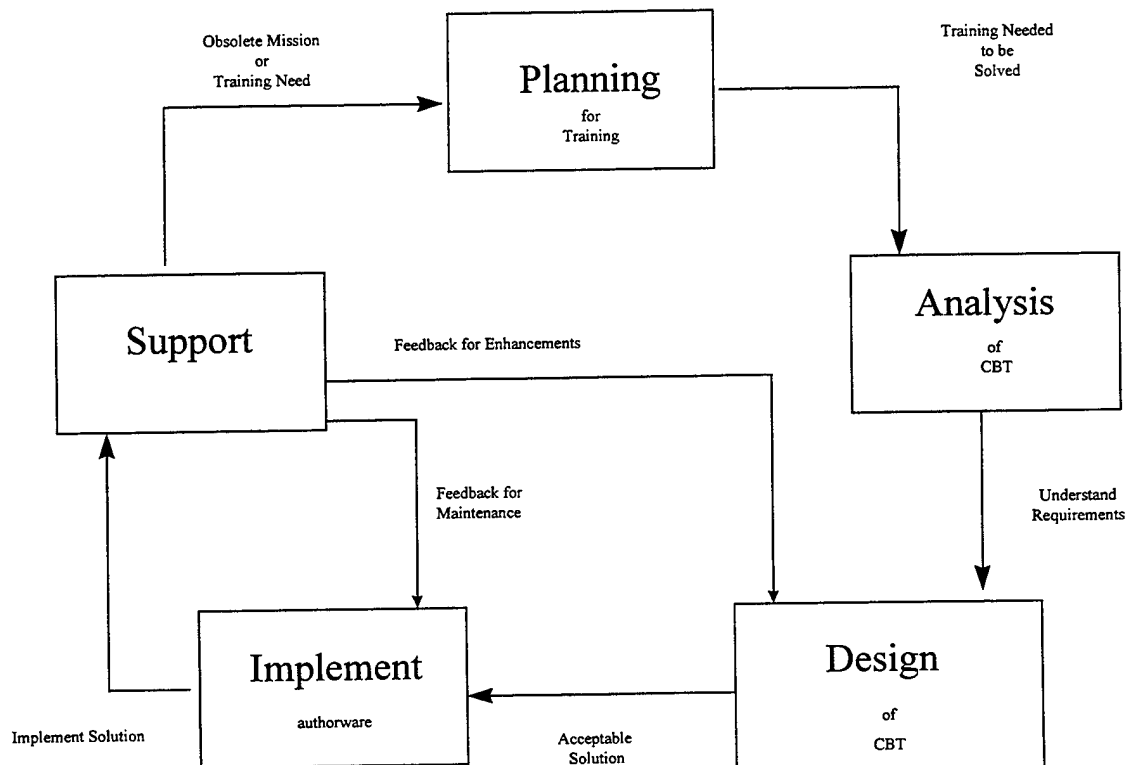 Obsolete Mission
or
Training Need
Planning
for
Training
Training Needed
to be
Solved
Support
Feedback for Enhancements
Analysis
of
CBT
Feedback for
Maintenance
Understand
Requirements
Implement
authorware
Design
of
CBT
Implement Solution
Acceptable
Solution